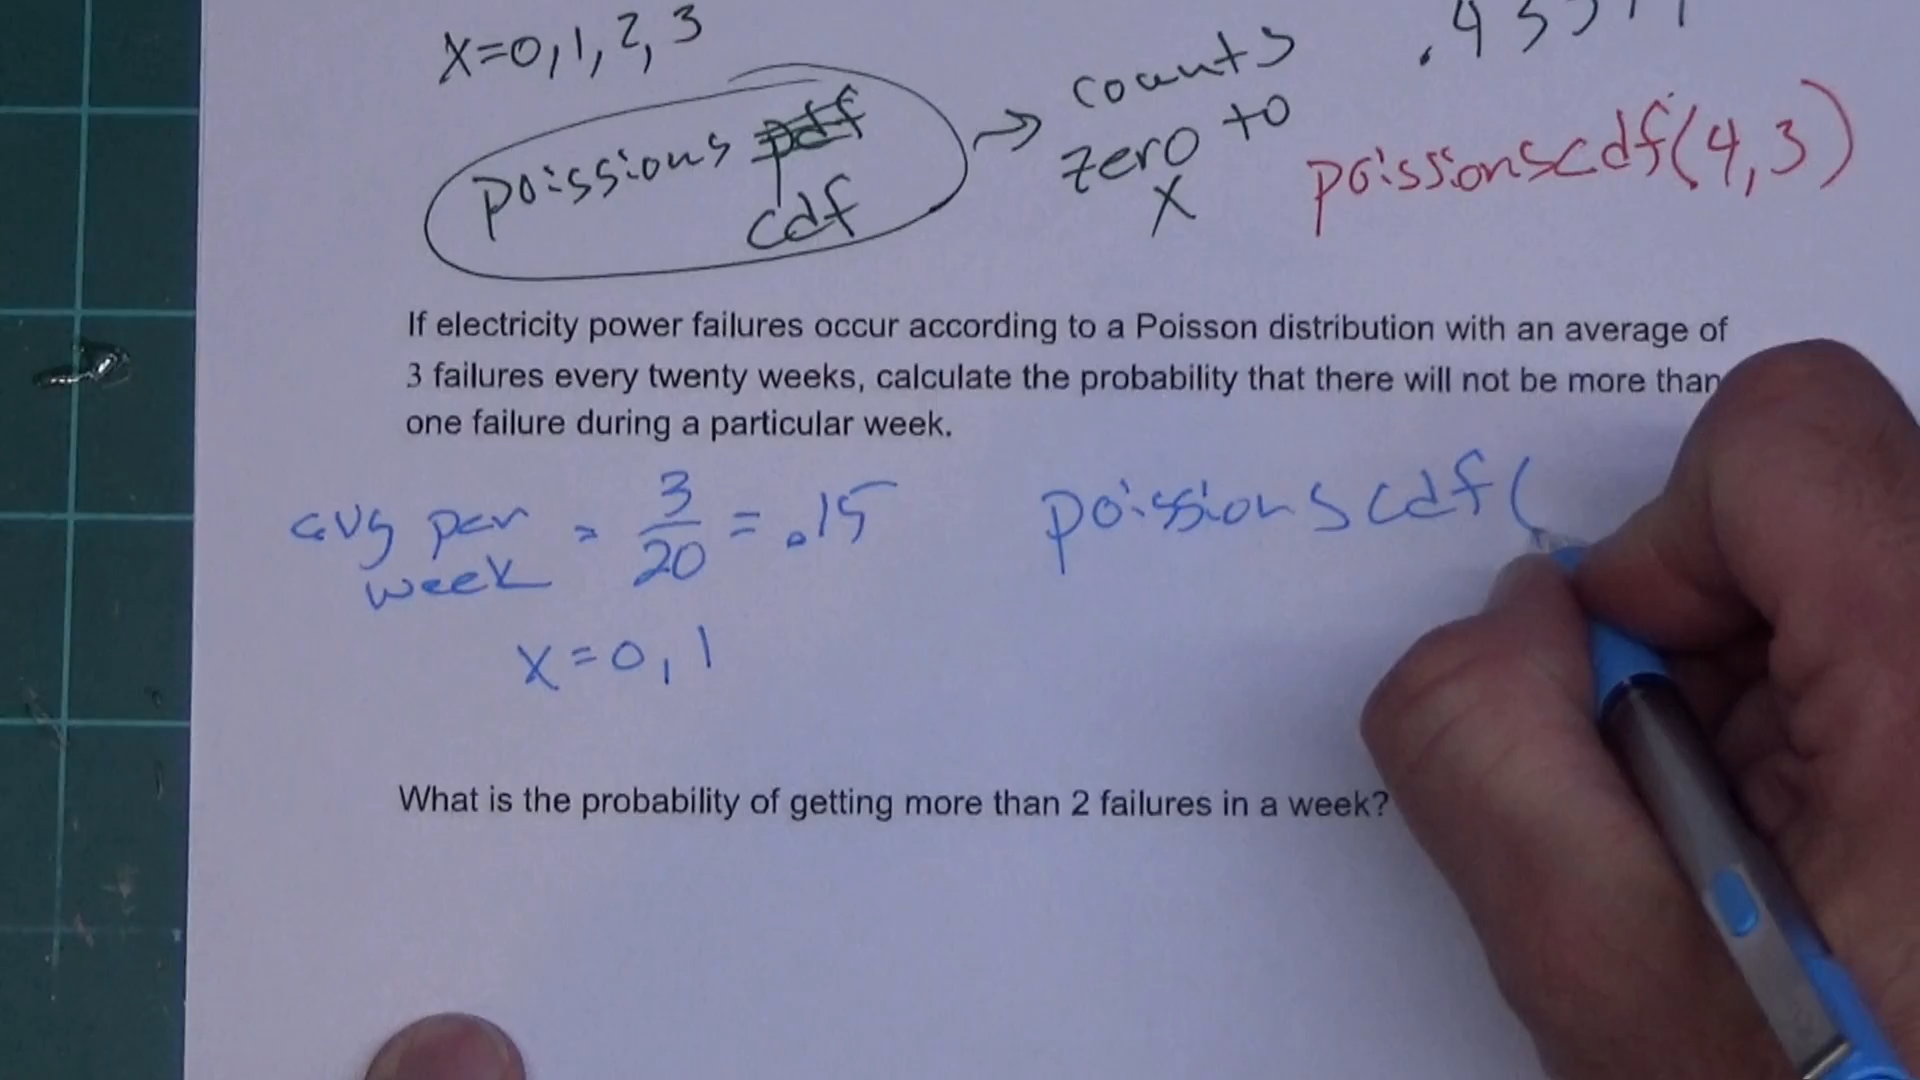 X=0,1,2,3
poissions pdf
cdf
counts
zero to
X
poissionscdf(4,3)
If electricity power failures occur according to a Poisson distribution with an average of
3 failures every twenty weeks, calculate the probability that there will not be more than
one failure during a particular week.
avg per
week = 3/20 = .15
poissionscdf(
X=0,1
What is the probability of getting more than 2 failures in a week?